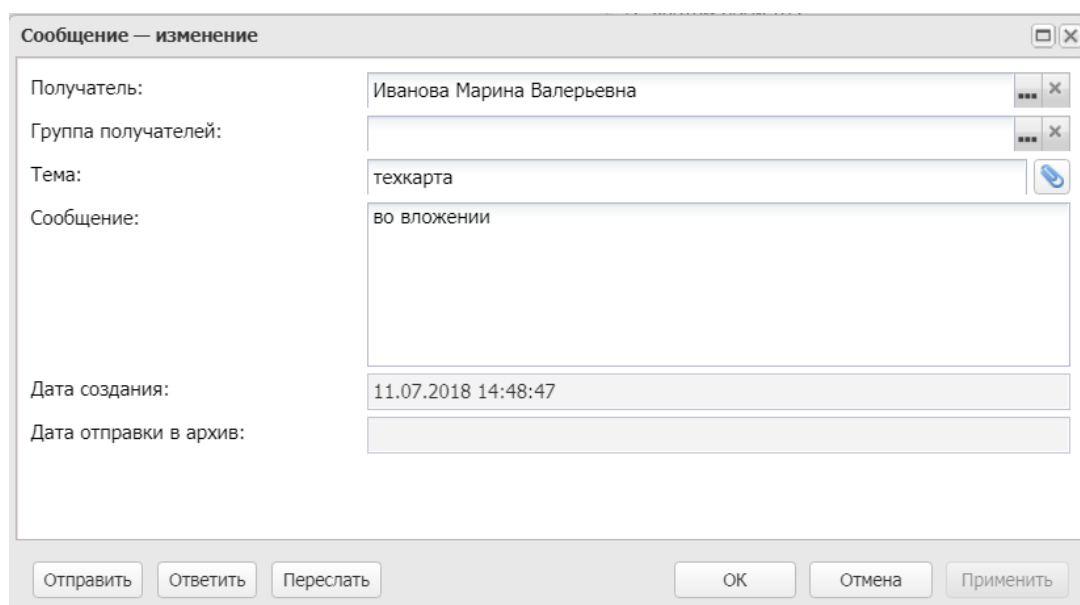 Сообщение — изменение
Получатель: Иванова Марина Валерьевна
Группа получателей:
Тема: техкарта
Сообщение: во вложении
Дата создания: 11.07.2018 14:48:47
Дата отправки в архив:
Отправить Ответить Переслать ОК Отмена Применить